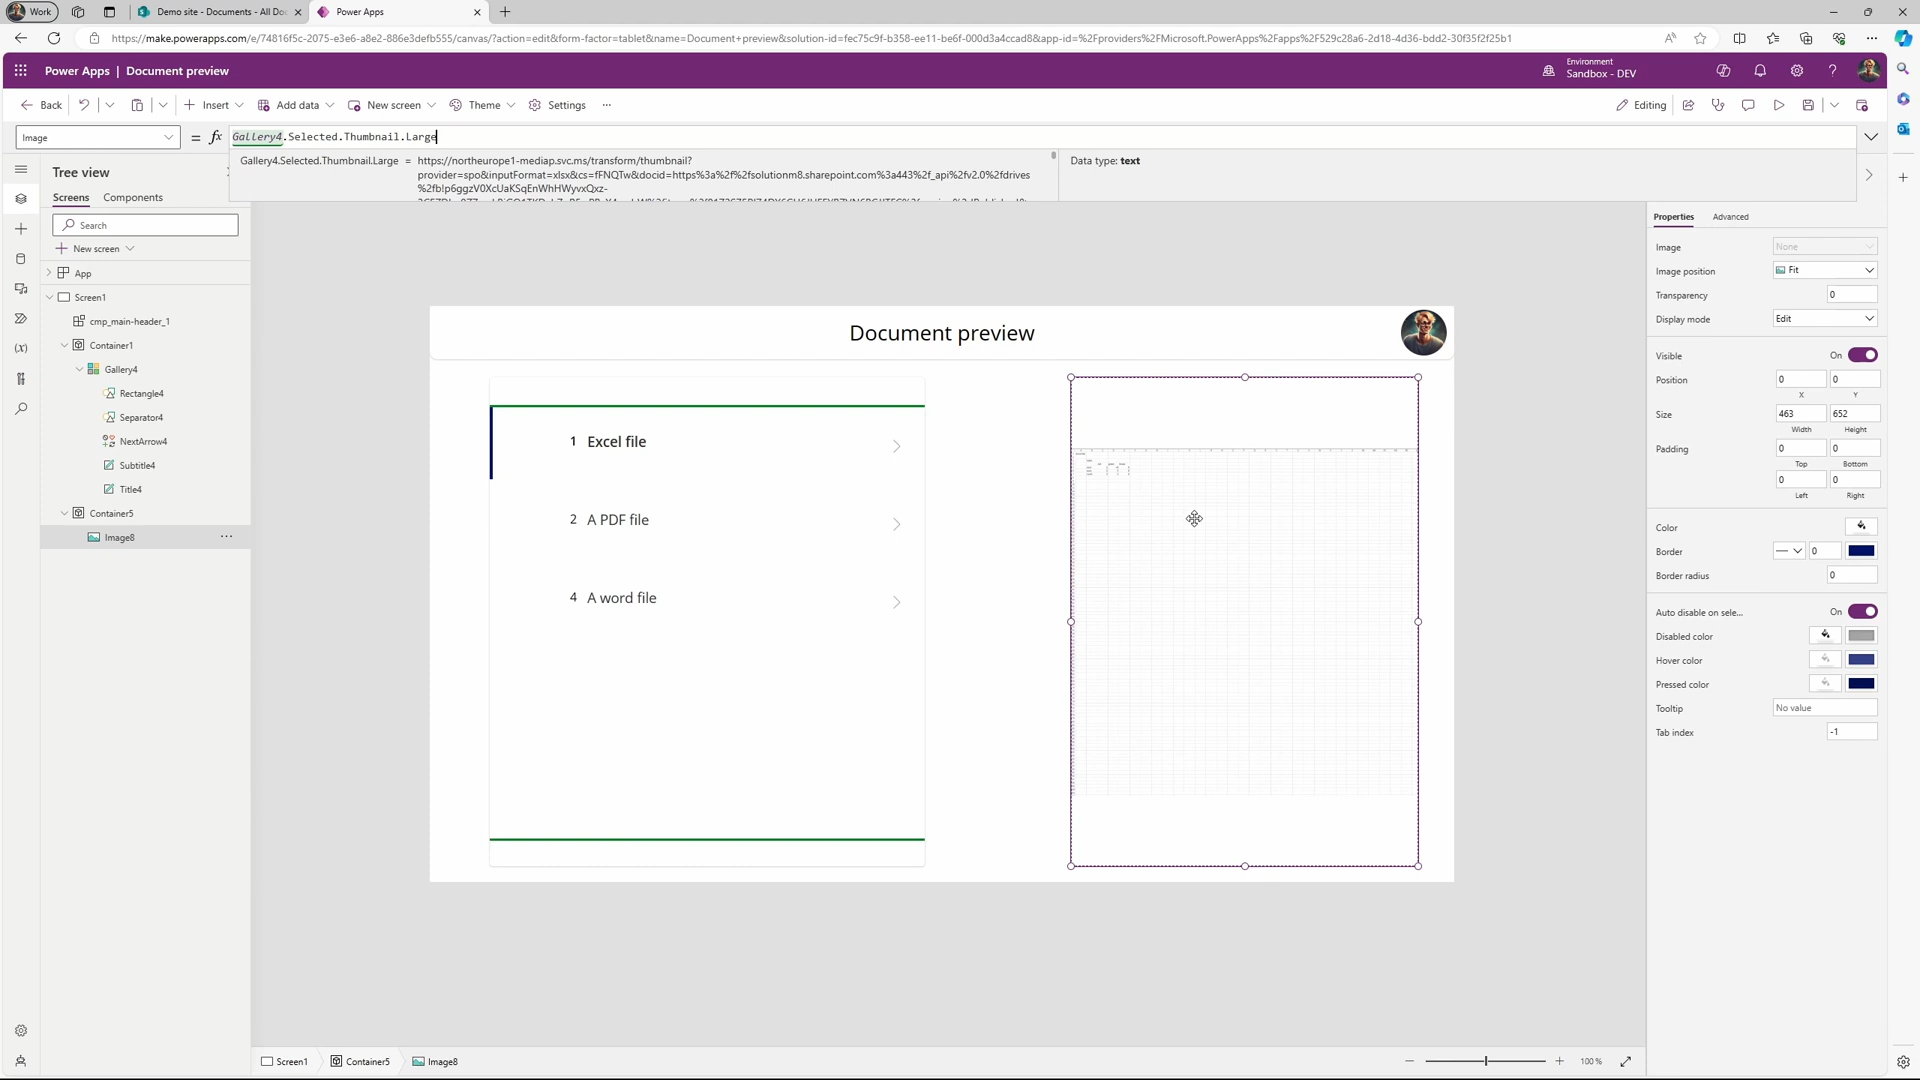 Work
Demo site - Documents - All Doc
Power Apps
https://make.powerapps.com/e/74816f5c-2075-e3e6-a8e2-886e3defb555/canvas/?action=edit&form-factor=tablet&name=Document+preview&solution-id=fec75c9f-b358-ee11-be6f-000d3a4ccad8&app-id=%2Fproviders%2FMicrosoft.PowerApps%2Fapps%2F529c28a6-2d18-4d36-bdd2-30f35f2f25b1
Power Apps | Document preview
Environment
Sandbox - DEV
Back
Insert
Add data
New screen
Theme
Settings
Editing
Image
= fx
Gallery4.Selected.Thumbnail.Large
Gallery4.Selected.Thumbnail.Large = https://northeurope1-mediap.svc.ms/transform/thumbnail?
provider=spo&inputFormat=xlsx&cs=fFNQTw&docid=https%3a%2f%2fsolutionm8.sharepoint.com%3a443%2f_api%2fv2.0%2fdrives
Data type: text
Tree view
Screens
Components
Search
New screen
App
Screen1
cmp_main-header_1
Container1
Gallery4
Rectangle4
Separator4
NextArrow4
Subtitle4
Title4
Container5
Image8
Document preview
1 Excel file
2 A PDF file
4 A word file
Properties
Advanced
Image
None
Image position
Fit
Transparency
0
Display mode
Edit
Visible
On
Position
0
0
X
Y
Size
463
652
Width
Height
Padding
0
0
Top
Bottom
0
0
Left
Right
Color
Border
0
Border radius
0
Auto disable on sele...
On
Disabled color
Hover color
Pressed color
Tooltip
No value
Tab index
-1
Screen1
Container5
Image8
100 %